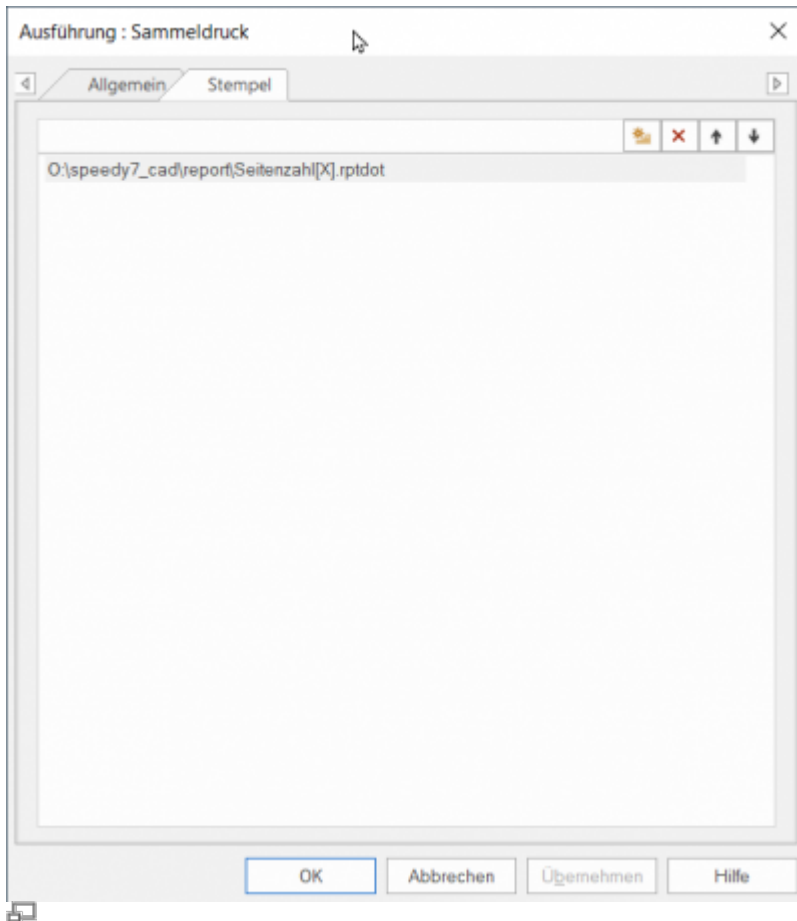 Ausführung : Sammeldruck
Allgemein Stempel
O:\speedy7_cad\report\Seitenzahl[X].rptdot
OK Abbrechen Übernehmen Hilfe